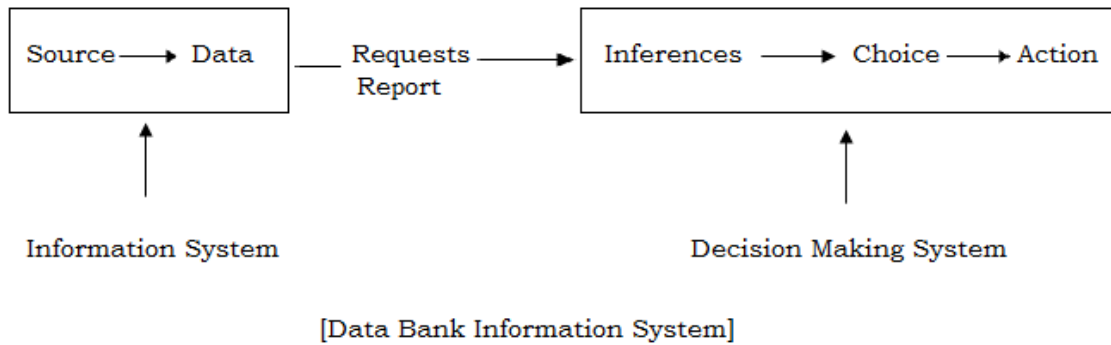 Source Data Requests Inferences Choice Action
Report
Information System Decision Making System
[Data Bank Information System]